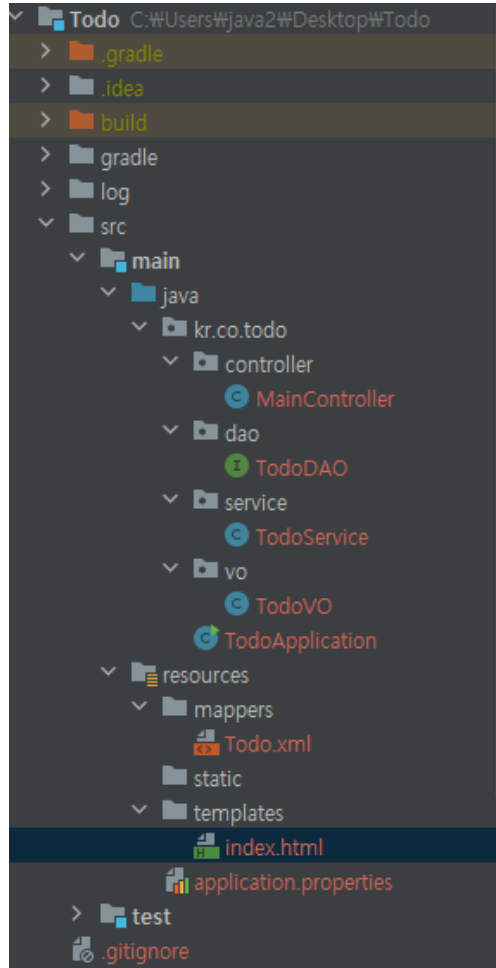 Todo C:₩Users₩java2₩Desktop₩Todo
.gradle
.idea
build
gradle
log
src
main
java
kr.co.todo
controller
MainController
dao
TodoDAO
service
TodoService
vo
TodoVO
TodoApplication
resources
mappers
Todo.xml
static
templates
index.html
application.properties
test
.gitignore